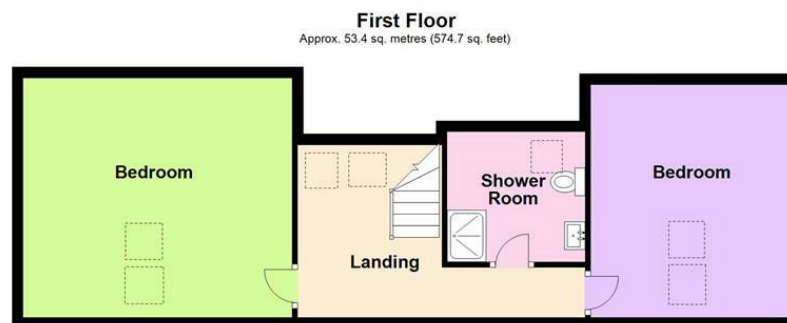 First Floor
Approx. 53.4 sq. metres (574.7 sq. feet)
Bedroom
Shower
Room
Bedroom
Landing